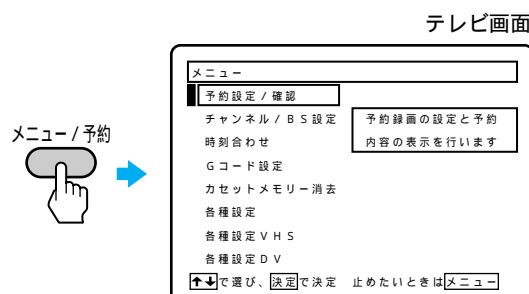 テレビ画面
メニュー
予約設定/確認
チャンネル/BS設定
予約録画の設定と予約
内容の表示を行います
時刻合わせ
Gコード設定
カセットメモリー消去
各種設定
各種設定VHS
各種設定DV
↑↓で選び、決定で決定 止めたいときはメニュー
メニュー/予約